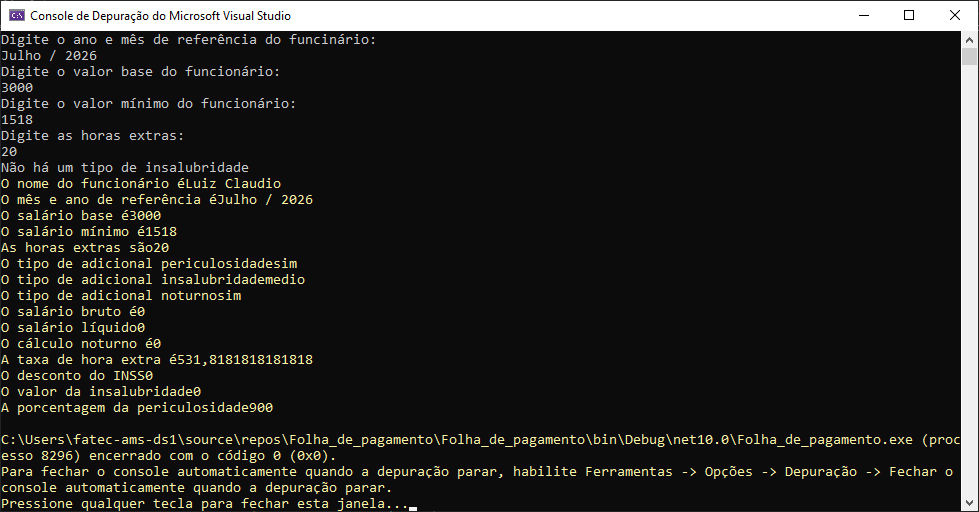 Console de Depuração do Microsoft Visual Studio
Digite o ano e mês de referência do funcinário:
Julho / 2026
Digite o valor base do funcionário:
3000
Digite o valor mínimo do funcionário:
1518
Digite as horas extras:
20
Não há um tipo de insalubridade
O nome do funcionário éLuiz Claudio
O mês e ano de referência éJulho / 2026
O salário base é3000
O salário mínimo é1518
As horas extras são20
O tipo de adicional periculosidadesim
O tipo de adicional insalubridademedio
O tipo de adicional noturnosim
O salário bruto é0
O salário líquido0
O cálculo noturno é0
A taxa de hora extra é531,8181818181818
O desconto do INSS0
O valor da insalubridade0
A porcentagem da periculosidade900
C:\Users\fatec-ams-ds1\source\repos\Folha_de_pagamento\Folha_de_pagamento\bin\Debug\net10.0\Folha_de_pagamento.exe (proc
esso 8296) encerrado com o código 0 (0x0).
Para fechar o console automaticamente quando a depuração parar, habilite Ferramentas -> Opções -> Depuração -> Fechar o
console automaticamente quando a depuração parar.
Pressione qualquer tecla para fechar esta janela...